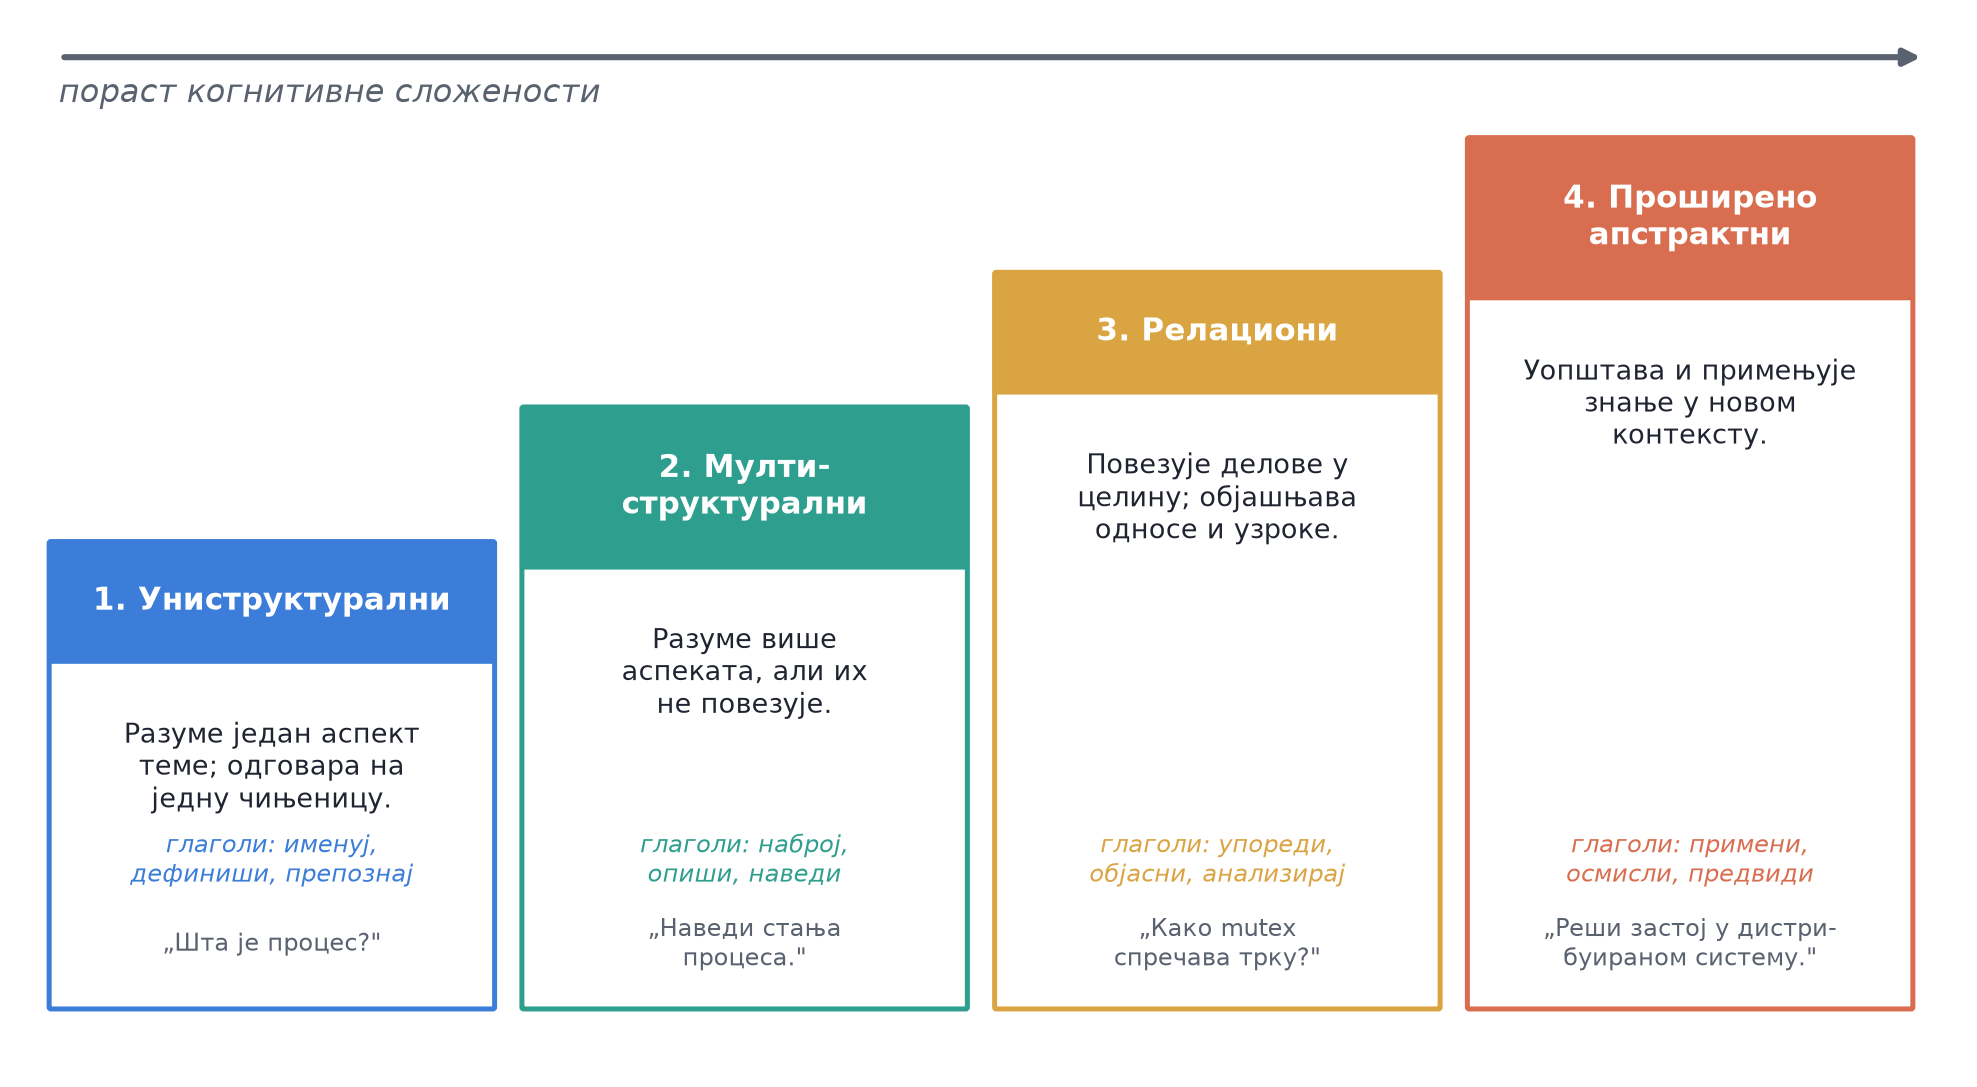 пораст когнитивне сложености
1. Униструктурални
Разуме један аспект
теме; одговара на
једну чињеницу.
глаголи: именуј,
дефиниши, препознај
„Шта је процес?"
2. Мулти-
структурални
Разуме више
аспеката, али их
не повезује.
глаголи: наброј,
опиши, наведи
„Наведи стања
процеса."
3. Релациони
Повезује делове у
целину; објашњава
односе и узроке.
глаголи: упореди,
објасни, анализирај
„Како mutex
спречава трку?"
4. Проширено
апстрактни
Уопштава и примењује
знање у новом
контексту.
глаголи: примени,
осмисли, предвиди
„Реши застој у дистри-
буираном систему."